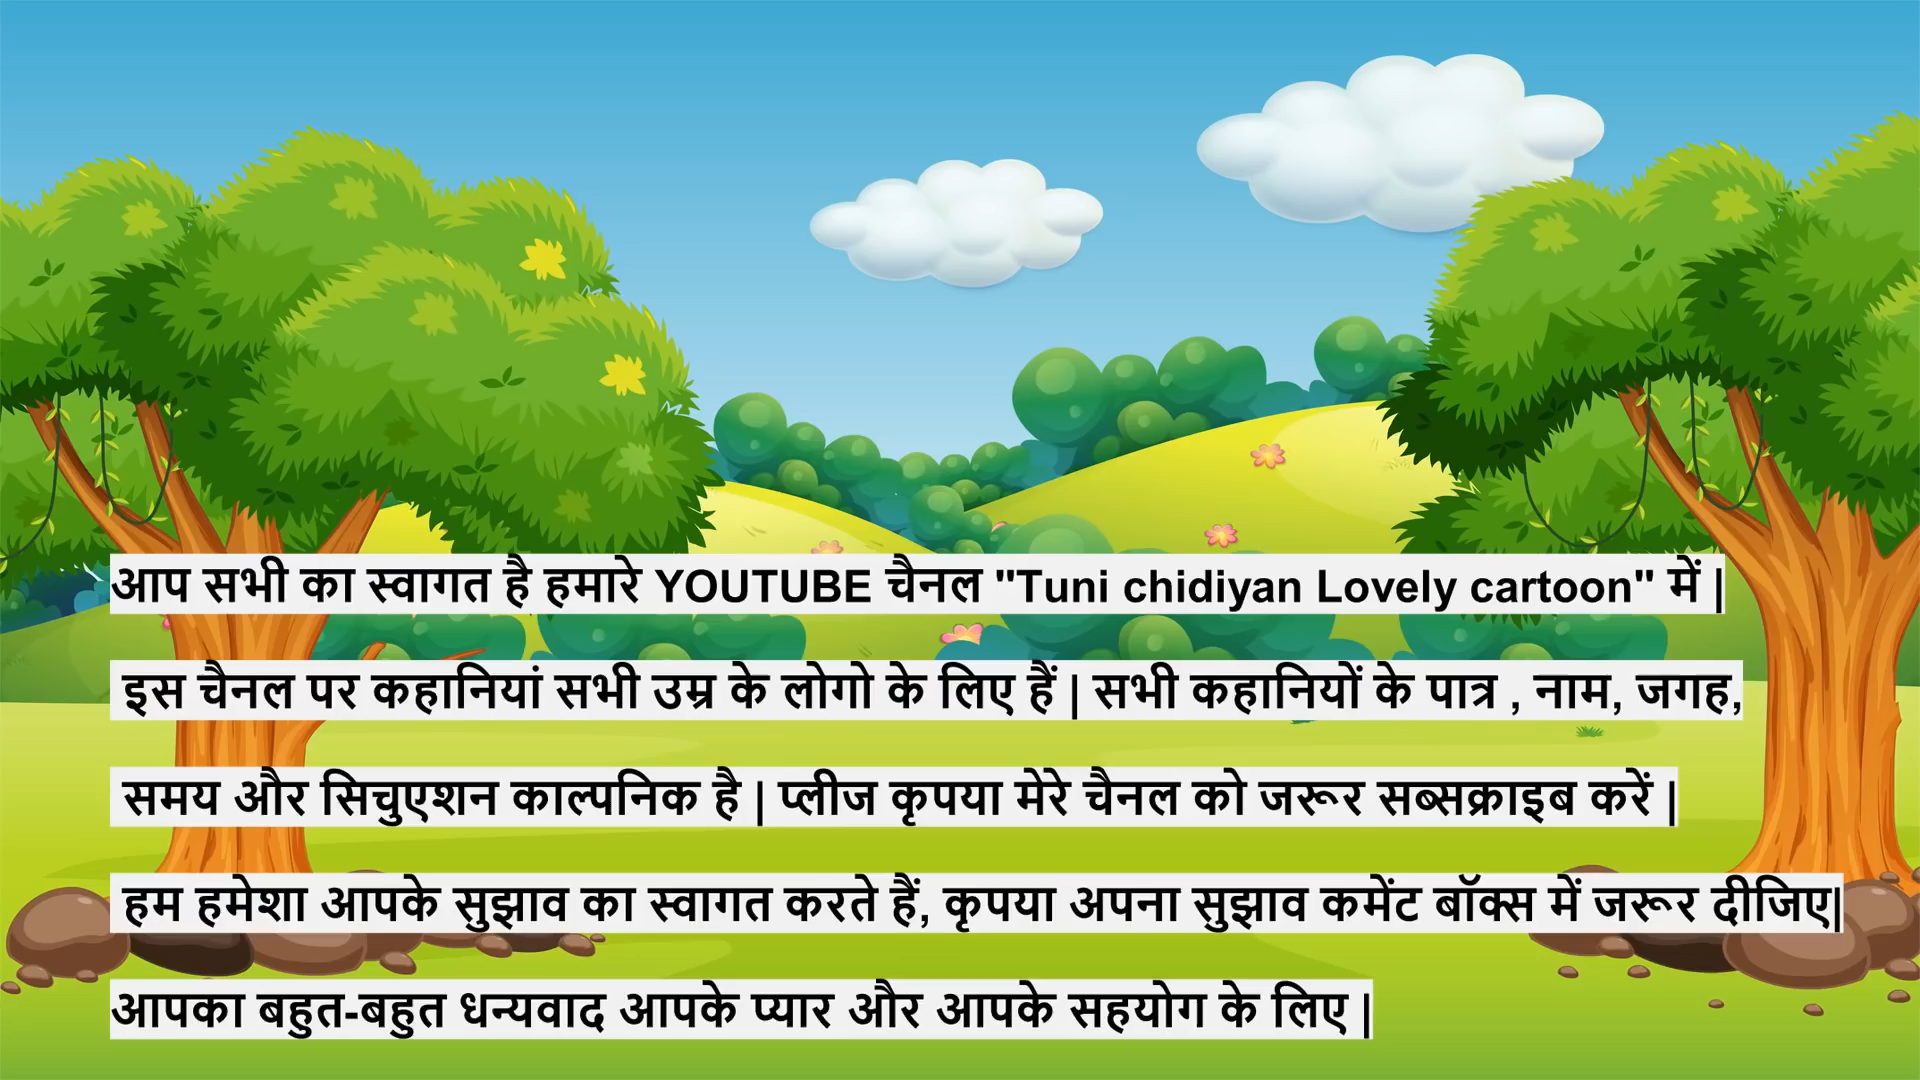 आप सभी का स्वागत है हमारे YOUTUBE चैनल "Tuni chidiyan Lovely cartoon" में |
इस चैनल पर कहानियां सभी उम्र के लोगो के लिए हैं | सभी कहानियों के पात्र , नाम, जगह,
समय और सिचुएशन काल्पनिक है | प्लीज कृपया मेरे चैनल को जरूर सब्सक्राइब करें |
हम हमेशा आपके सुझाव का स्वागत करते हैं, कृपया अपना सुझाव कमेंट बॉक्स में जरूर दीजिए|
आपका बहुत-बहुत धन्यवाद आपके प्यार और आपके सहयोग के लिए |